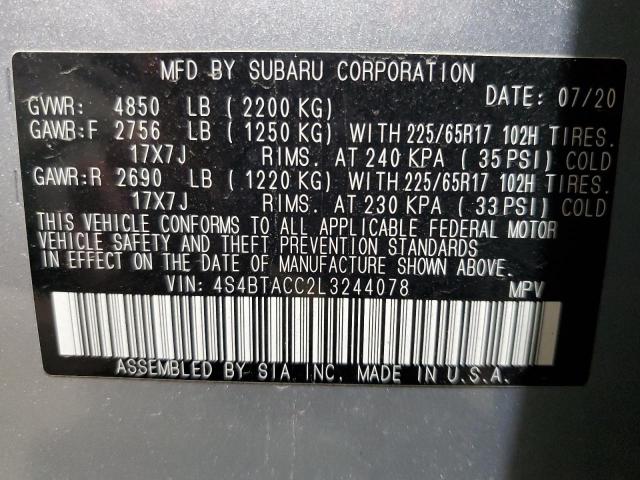 MFD BY SUBARU CORPORATION
DATE: 07/20
GVWR: 4850 LB (2200 KG)
GAWR:F 2756 LB (1250 KG) WITH 225/65R17 102H TIRES.
17X7J RIMS. AT 240 KPA (35 PSI) COLD
GAWR:R 2690 LB (1220 KG) WITH 225/65R17 102H TIRES.
17X7J RIMS. AT 230 KPA (33 PSI) COLD
THIS VEHICLE CONFORMS TO ALL APPLICABLE FEDERAL MOTOR
VEHICLE SAFETY AND THEFT PREVENTION STANDARDS
IN EFFECT ON THE DATE OF MANUFACTURE SHOWN ABOVE.
VIN: 4S4BTACC2L3244078 MPV
ASSEMBLED BY SIA INC. MADE IN U.S.A.